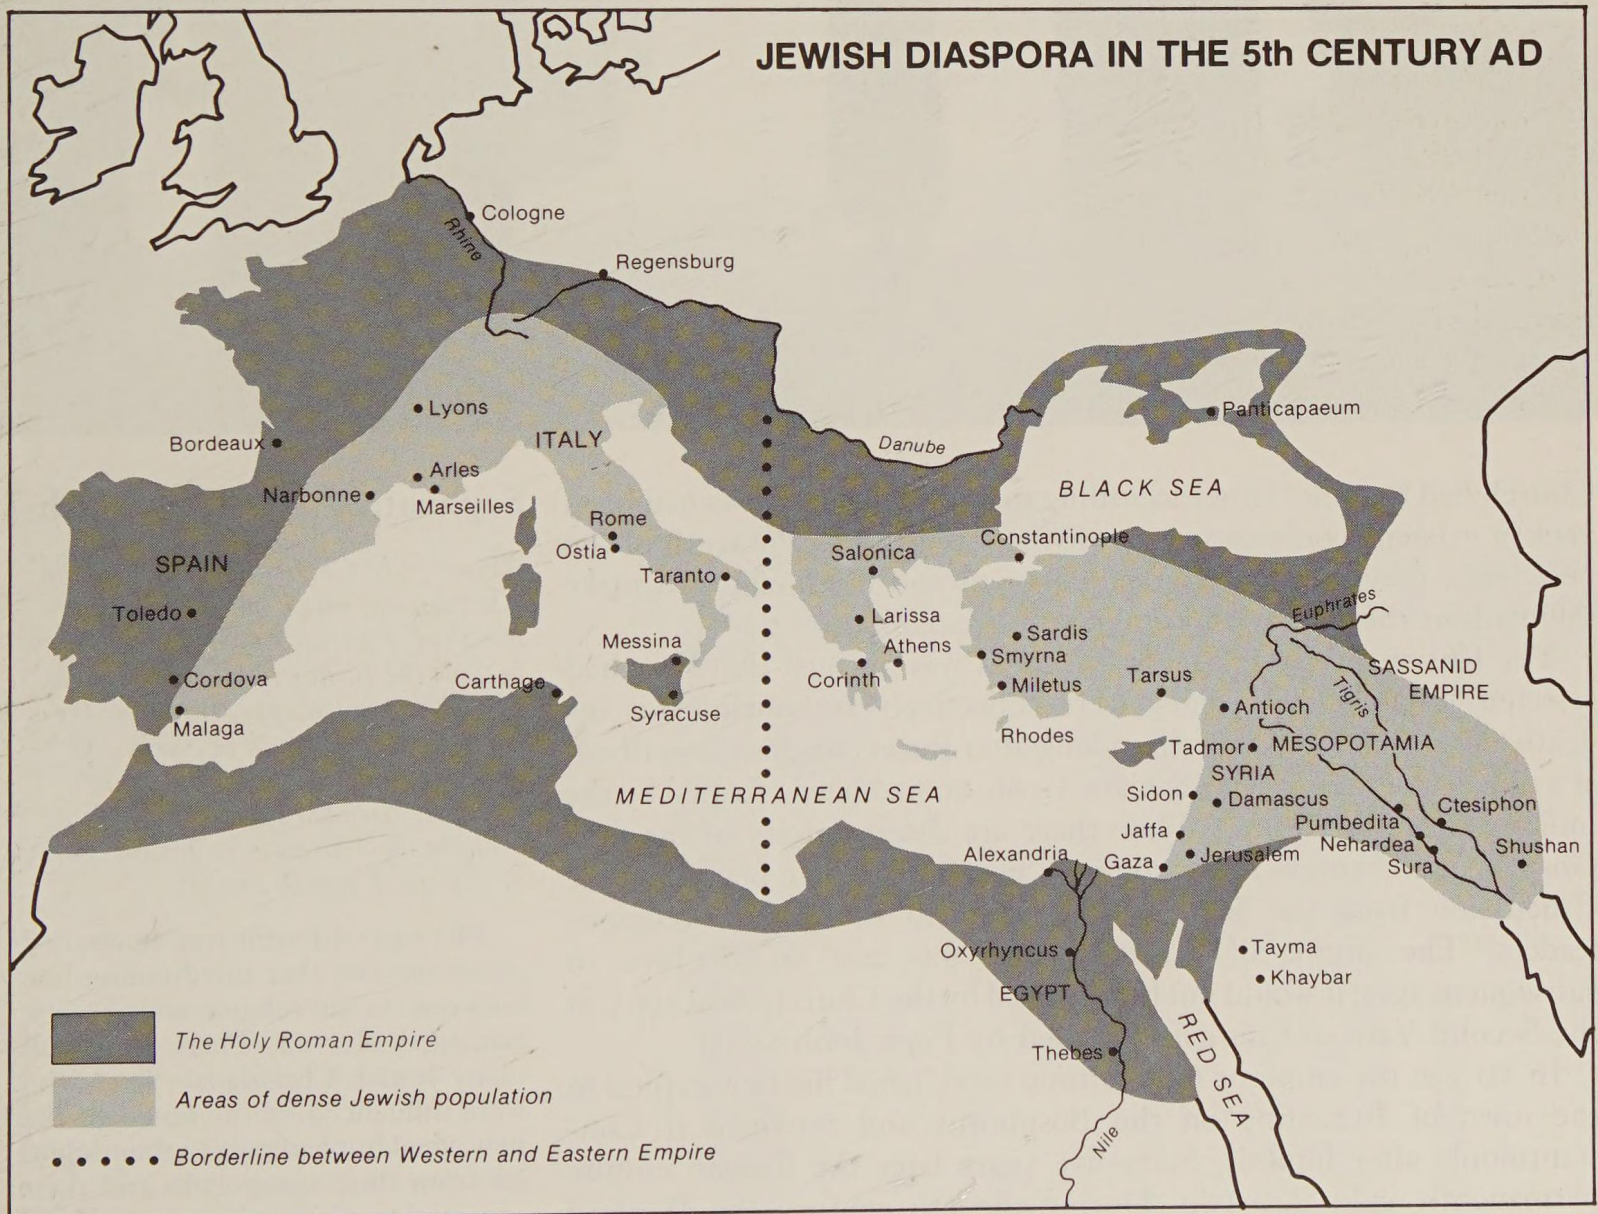 JEWISH DIASPORA IN THE 5th CENTURY AD
Cologne
Rhine
Regensburg
Lyons
ITALY
Bordeaux
Arles
Narbonne
Marseilles
Danube
Panticapaeum
BLACK SEA
Rome
Ostia
Salonica
Constantinople
SPAIN
Taranto
Toledo
Larissa
Euphrates
Messina
Athens
Sardis
Smyrna
SASSANID
EMPIRE
Cordova
Carthage
Corinth
Miletus
Tarsus
Tigris
Malaga
Syracuse
Antioch
Rhodes
Tadmor
MESOPOTAMIA
SYRIA
MEDITERRANEAN SEA
Sidon
Damascus
Ctesiphon
Jaffa
Pumbedita
Alexandria
Gaza
Jerusalem
Nehardea
Shushan
Sura
Oxyrhyncus
Tayma
Khaybar
EGYPT
RED SEA
Thebes
Nile
The Holy Roman Empire
Areas of dense Jewish population
Borderline between Western and Eastern Empire